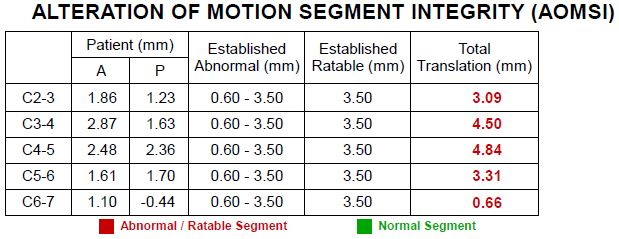 ALTERATION OF MOTION SEGMENT INTEGRITY (AOMSI)
Patient (mm) Established Abnormal (mm) Established Ratable (mm) Total Translation (mm)
A P
C2-3 1.86 1.23 0.60 - 3.50 3.50 3.09
C3-4 2.87 1.63 0.60 - 3.50 3.50 4.50
C4-5 2.48 2.36 0.60 - 3.50 3.50 4.84
C5-6 1.61 1.70 0.60 - 3.50 3.50 3.31
C6-7 1.10 -0.44 0.60 - 3.50 3.50 0.66
Abnormal / Ratable Segment Normal Segment